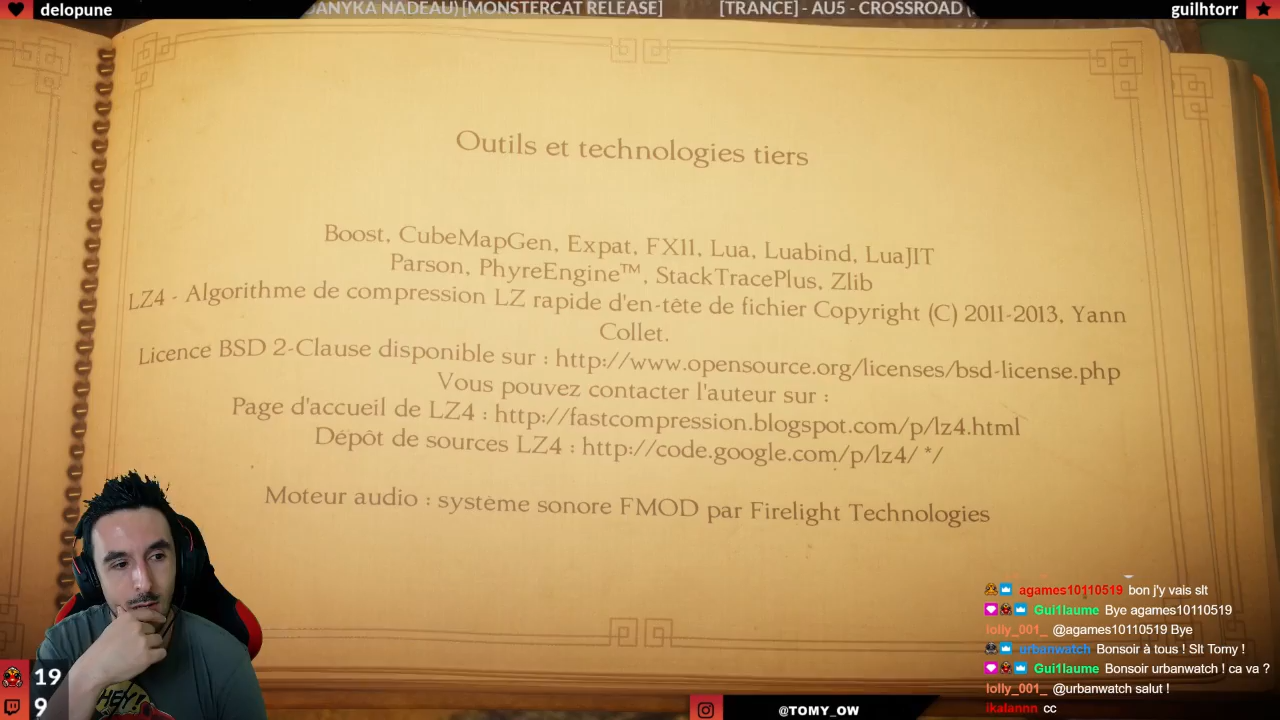 delopune
DANYKA NADEAU) [MONSTERCAT RELEASE]
[TRANCE] - AU5 - CROSSROAD (
guilhtorr
Outils et technologies tiers
Boost, CubeMapGen, Expat, FX11, Lua, Luabind, LuaJIT
Parson, PhyreEngine™, StackTracePlus, Zlib
LZ4 - Algorithme de compression LZ rapide d'en-tête de fichier Copyright (C) 2011-2013, Yann
Collet.
Licence BSD 2-Clause disponible sur : http://www.opensource.org/licenses/bsd-license.php
Vous pouvez contacter l'auteur sur :
Page d'accueil de LZ4 : http://fastcompression.blogspot.com/p/lz4.html
Dépôt de sources LZ4 : http://code.google.com/p/lz4/ */
Moteur audio : système sonore FMOD par Firelight Technologies
agames10110519 bon j'y vais slt
Gui1laume Bye agames10110519
lolly_001_ @agames10110519 Bye
urbanwatch Bonsoir à tous ! Slt Tomy !
Gui1laume Bonsoir urbanwatch ! ca va ?
lolly_001_ @urbanwatch salut !
ikalannn cc
19
9
HEY!
@TOMY_OW